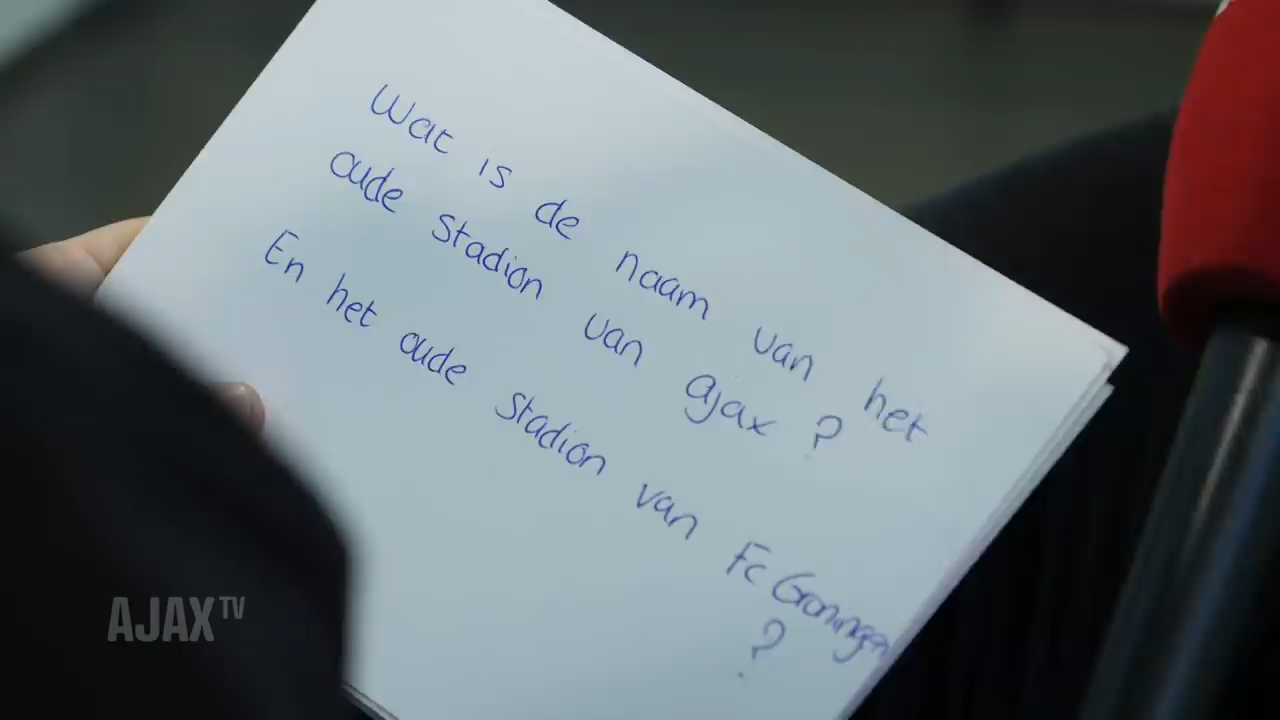 Wat is de naam van het
oude stadion van ajax?
En het oude stadion van Fc Groningen
?
AJAX TV